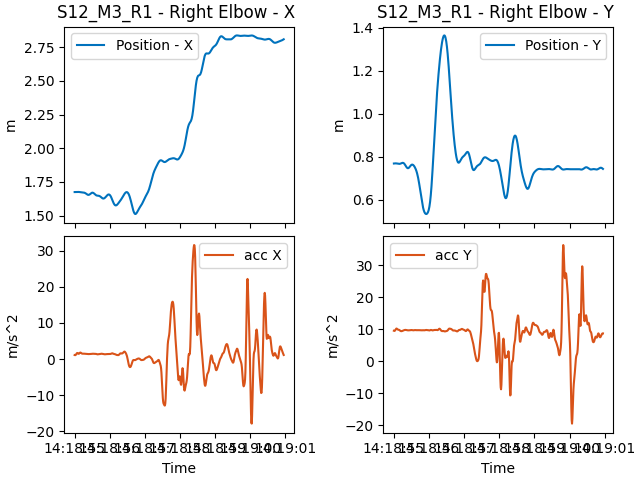 S12_M3_R1 - Right Elbow - X
S12_M3_R1 - Right Elbow - Y
Position - X
Position - Y
m
2.75
2.50
2.25
2.00
1.75
1.50
m
1.4
1.2
1.0
0.8
0.6
acc X
acc Y
m/s^2
30
20
10
0
−10
−20
m/s^2
30
20
10
0
−10
−20
Time
Time